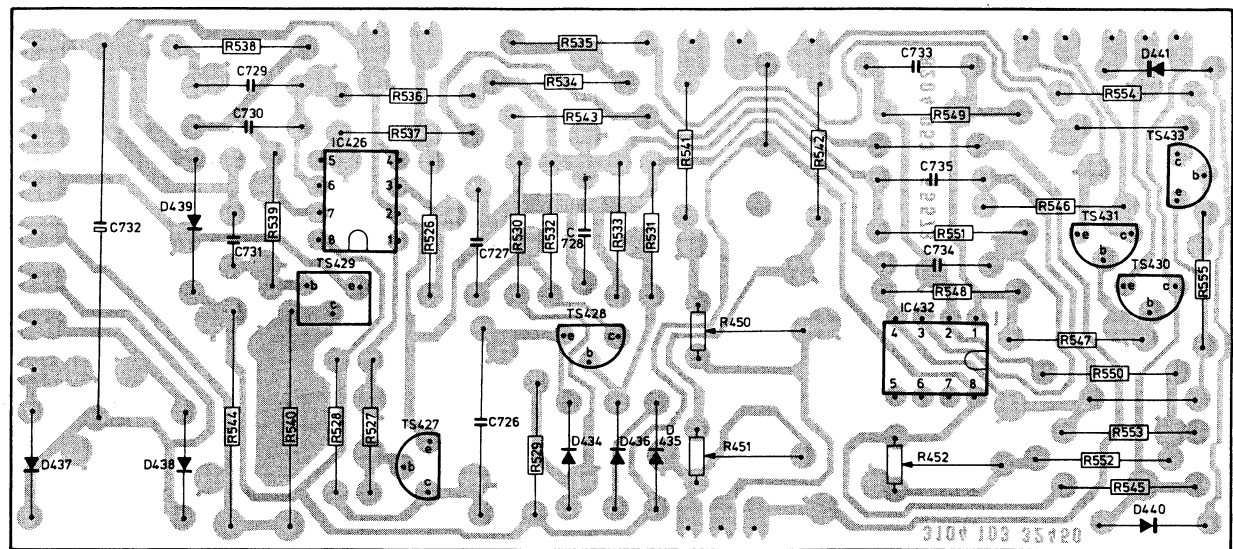 R538
R535
C733
D441
C729
R534
R554
R536
C730
R543
R549
TS433
R537
IC426
R541
R542
5 4
c
6 3
C735
b
D439
7 2
e
R546
C732
R539
R526
R530
R532
C728
R533
R531
TS431
8 1
R551
e c
C731
C727
b
C734
TS429
TS430
b e
R548
e c
R555
c
IC432
b
TS428
R450
4 3 2 1
e c
R547
b
5 6 7 8
R550
R544
R540
R528
R527
TS427
C726
R529
D434
D436
D435
R451
e
R553
D437
D438
b
R452
R552
c
R545
D440
3104 103 32450